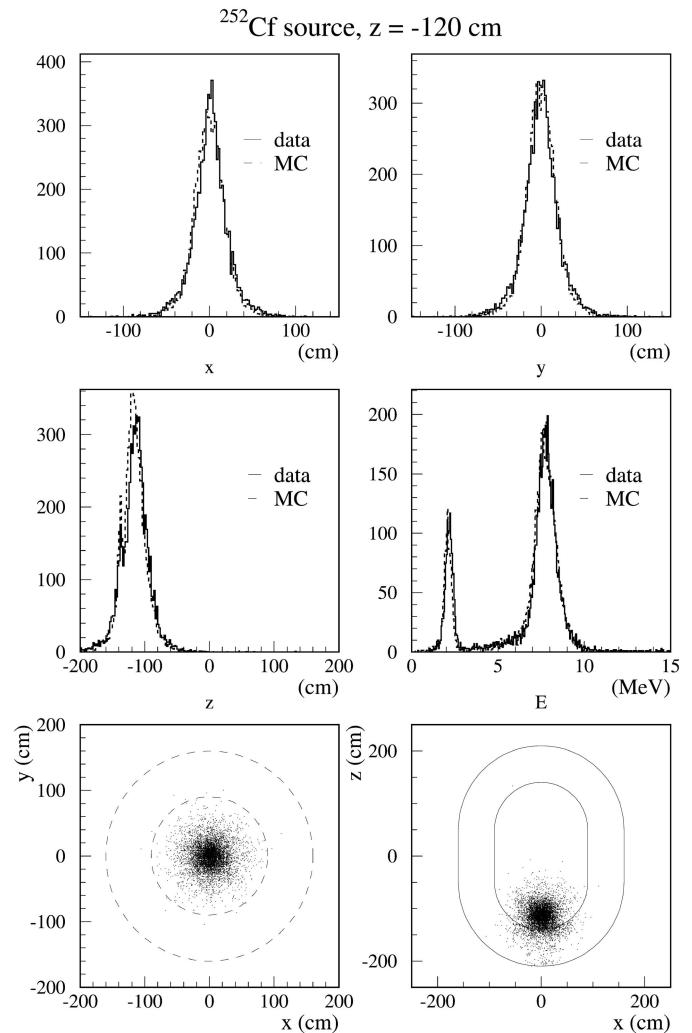 ²⁵²Cf source, z = -120 cm
400
300
200
100
0
-100 0 100
(cm)
x
data
MC
300
200
100
0
-100 0 100
(cm)
y
data
MC
300
200
100
0
-200 -100 0 100 200
(cm)
z
data
MC
200
150
100
50
0
0 5 10 15
(MeV)
E
data
MC
y (cm)
200
100
0
-100
-200
-200 -100 0 100 200
x (cm)
z (cm)
200
0
-200
-200 0 200
x (cm)